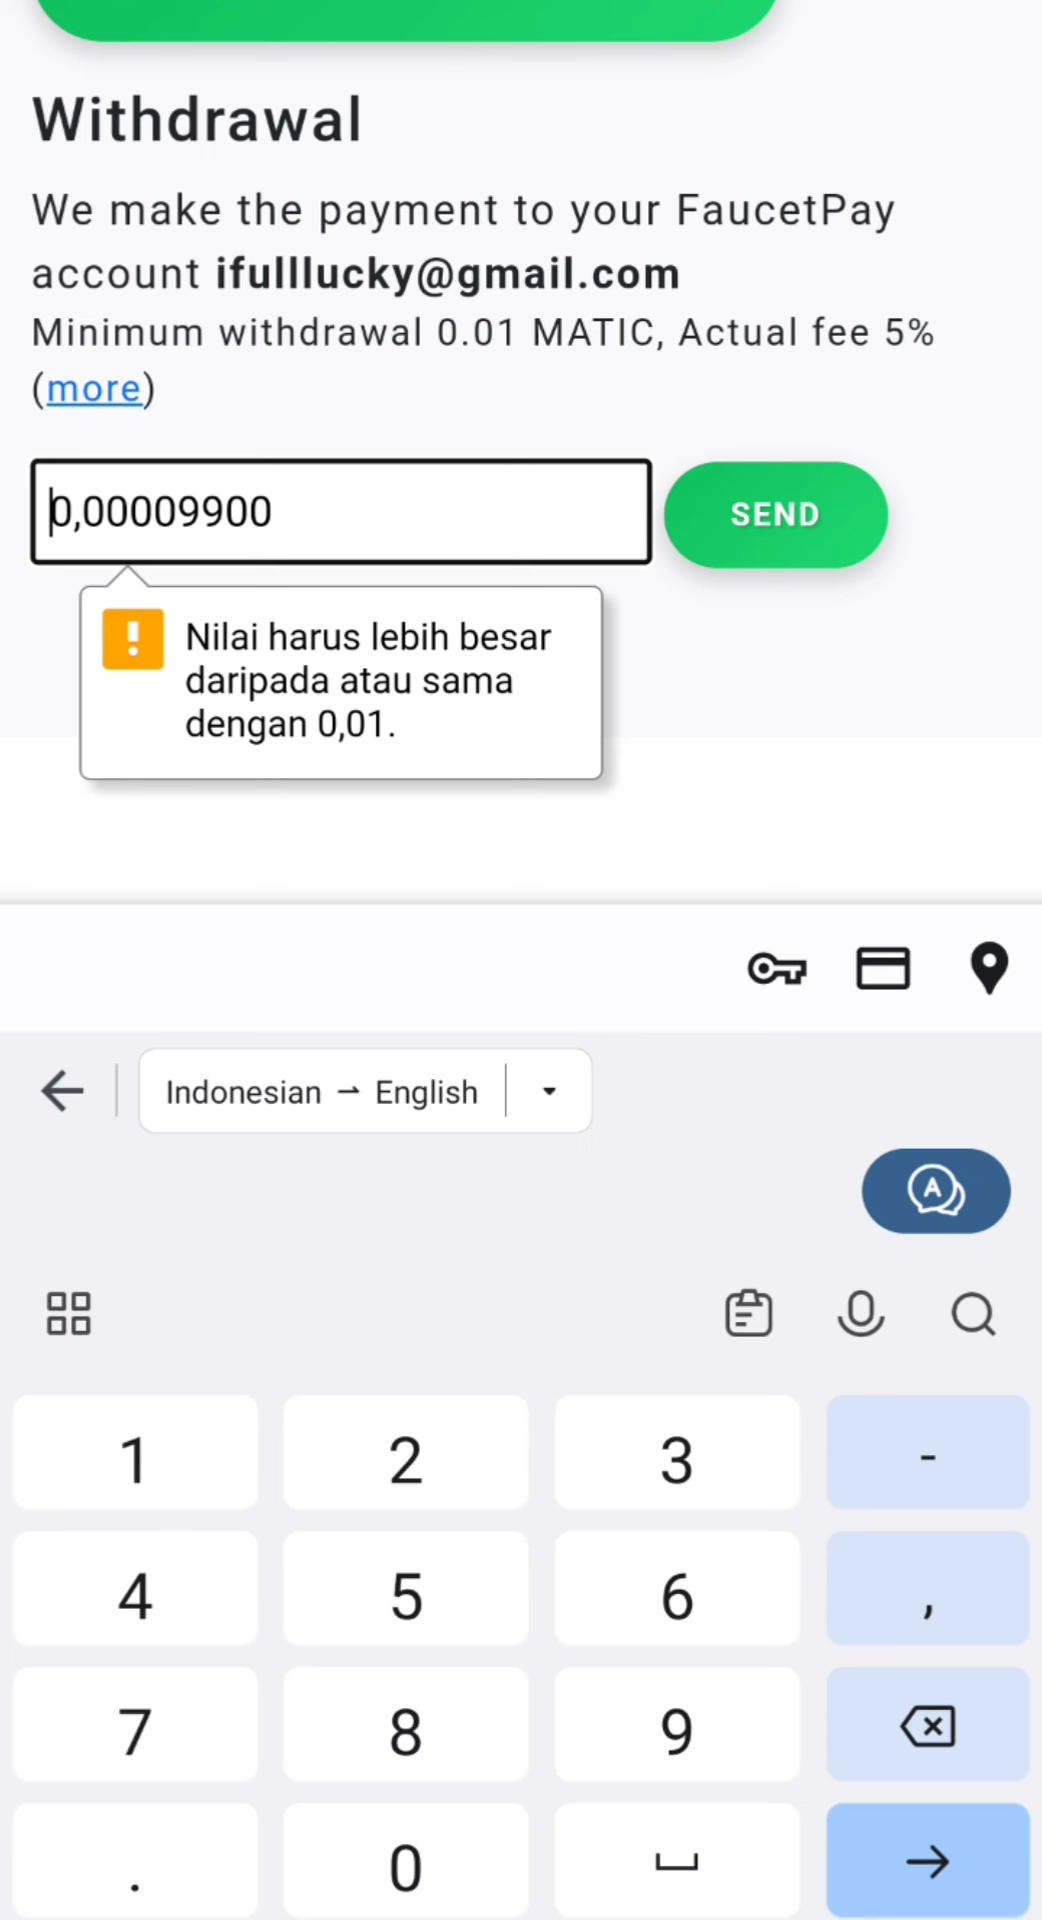 Withdrawal
We make the payment to your FaucetPay
account ifulllucky@gmail.com
Minimum withdrawal 0.01 MATIC, Actual fee 5%
(more)
0,00009900
SEND
Nilai harus lebih besar
daripada atau sama
dengan 0,01.
Indonesian → English
A
1 2 3 -
4 5 6 ,
7 8 9
. 0